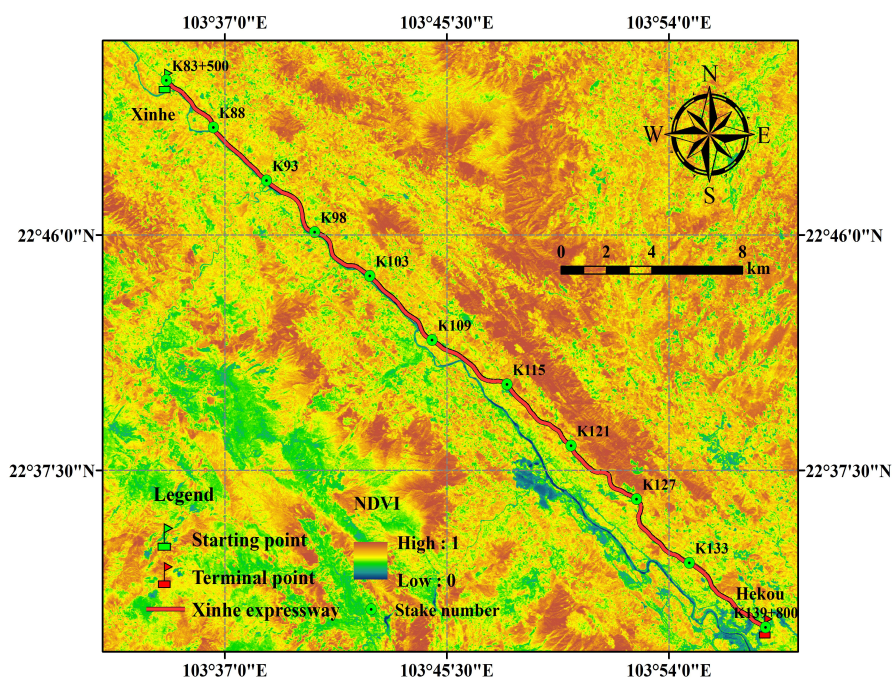 103°37'0"E 103°45'30"E 103°54'0"E
K83+500
Xinhe
K88
N
W E
S
K93
K98
22°46'0"N 22°46'0"N
0 2 4 8
km
K103
K109
K115
K121
22°37'30"N 22°37'30"N
K127
Legend
NDVI
Starting point
High : 1
K133
Terminal point
Low : 0
Hekou
Xinhe expressway
Stake number
K139+800
103°37'0"E 103°45'30"E 103°54'0"E